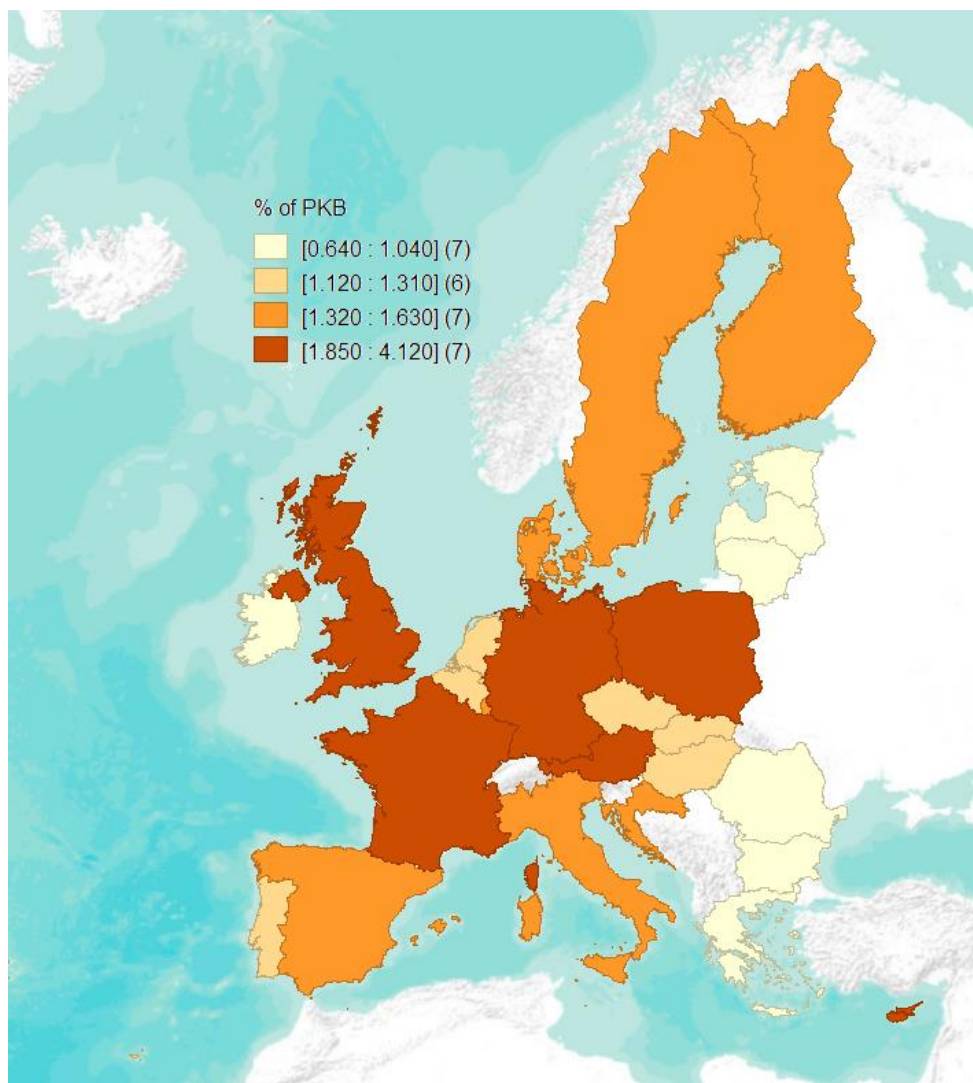 % of PKB
[0.640 : 1.040] (7)
[1.120 : 1.310] (6)
[1.320 : 1.630] (7)
[1.850 : 4.120] (7)